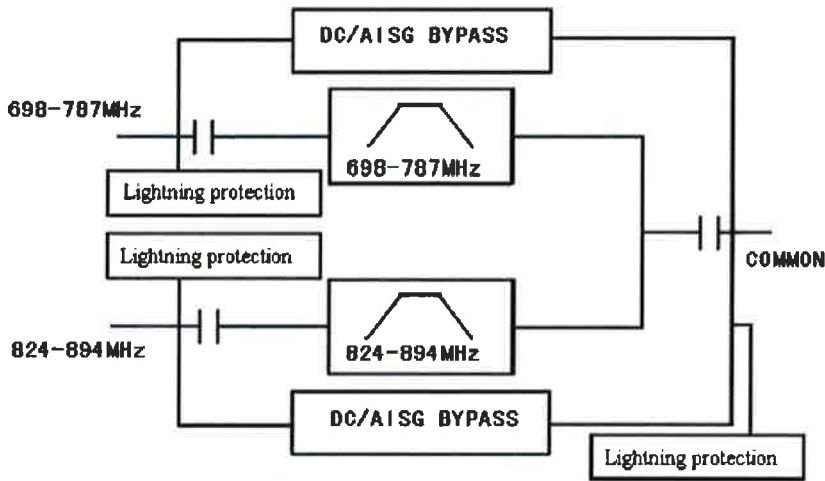 DC/AISG BYPASS
698-787MHz
698-787MHz
Lightning protection
Lightning protection
COMMON
824-894MHz
824-894MHz
DC/AISG BYPASS
Lightning protection